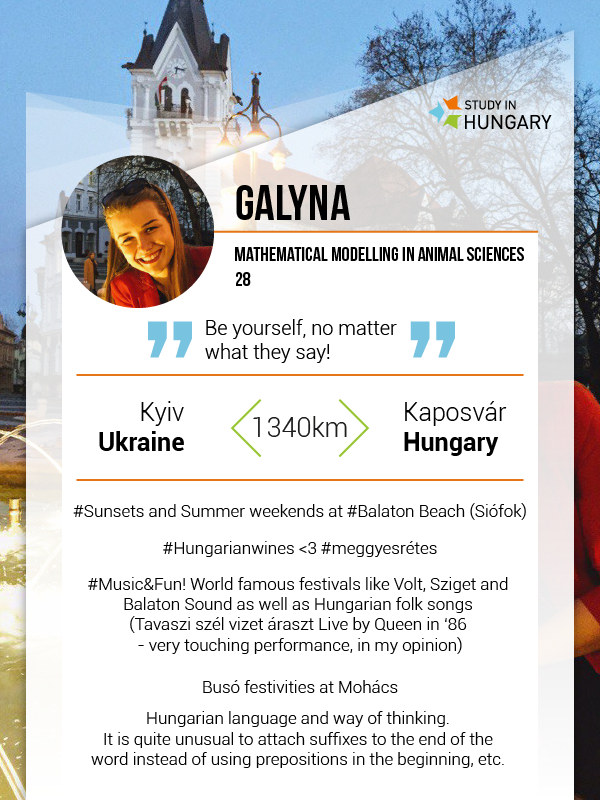 STUDY IN
HUNGARY
GALYNA
MATHEMATICAL MODELLING IN ANIMAL SCIENCES
28
Be yourself, no matter
what they say!
Kyiv
Ukraine
1340km
Kaposvár
Hungary
#Sunsets and Summer weekends at #Balaton Beach (Siófok)
#Hungarianwines <3 #meggyesrétes
#Music&Fun! World famous festivals like Volt, Sziget and
Balaton Sound as well as Hungarian folk songs
(Tavaszi szél vizet áraszt Live by Queen in ‘86
- very touching performance, in my opinion)
Busó festivities at Mohács
Hungarian language and way of thinking.
It is quite unusual to attach suffixes to the end of the
word instead of using prepositions in the beginning, etc.